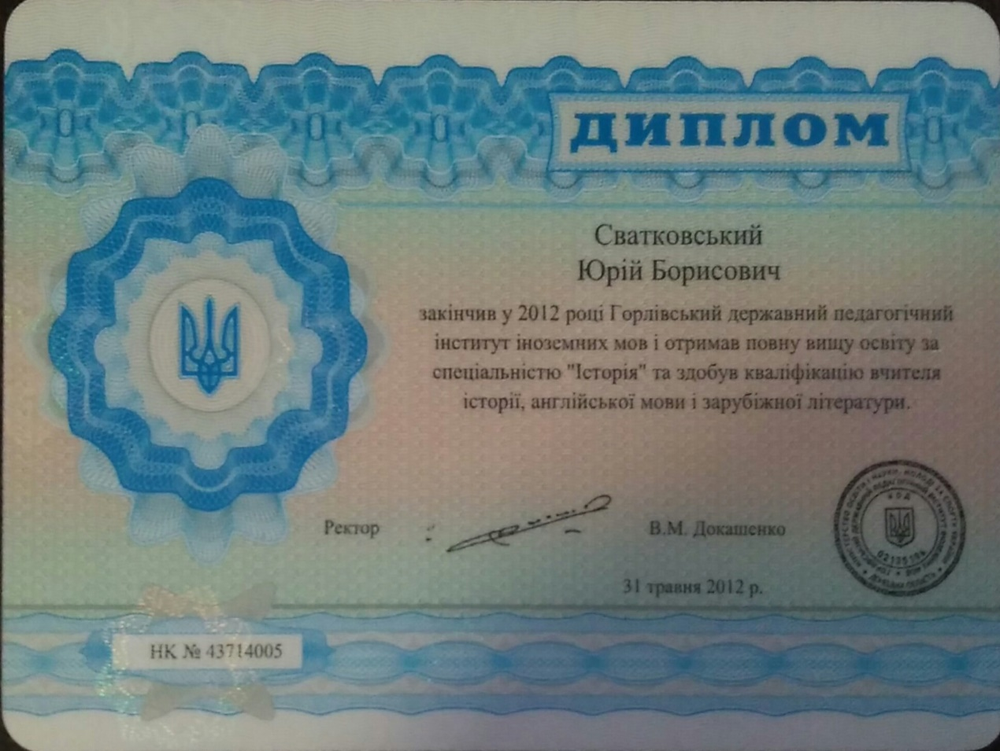 ДИПЛОМ
Сватковський
Юрій Борисович
закінчив у 2012 році Горлівський державний педагогічний
інститут іноземних мов і отримав повну вищу освіту за
спеціальністю "Історія" та здобув кваліфікацію вчителя
історії, англійської мови і зарубіжної літератури.
Ректор
В.М. Докашенко
31 травня 2012 р.
НК № 43714005